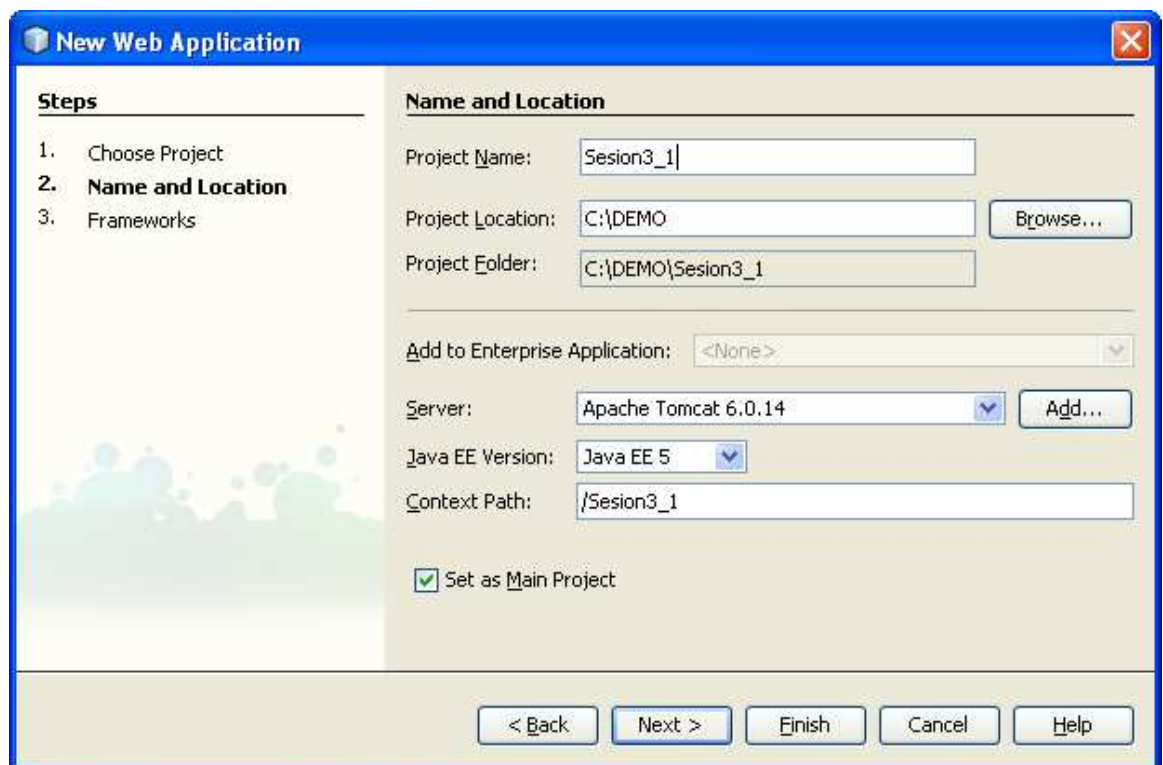 New Web Application
Steps
1. Choose Project
2. Name and Location
3. Frameworks
Name and Location
Project Name: Sesion3_1
Project Location: C:\DEMO Browse...
Project Folder: C:\DEMO\Sesion3_1
Add to Enterprise Application: <None>
Server: Apache Tomcat 6.0.14 Add...
Java EE Version: Java EE 5
Context Path: /Sesion3_1
Set as Main Project
< Back Next > Finish Cancel Help